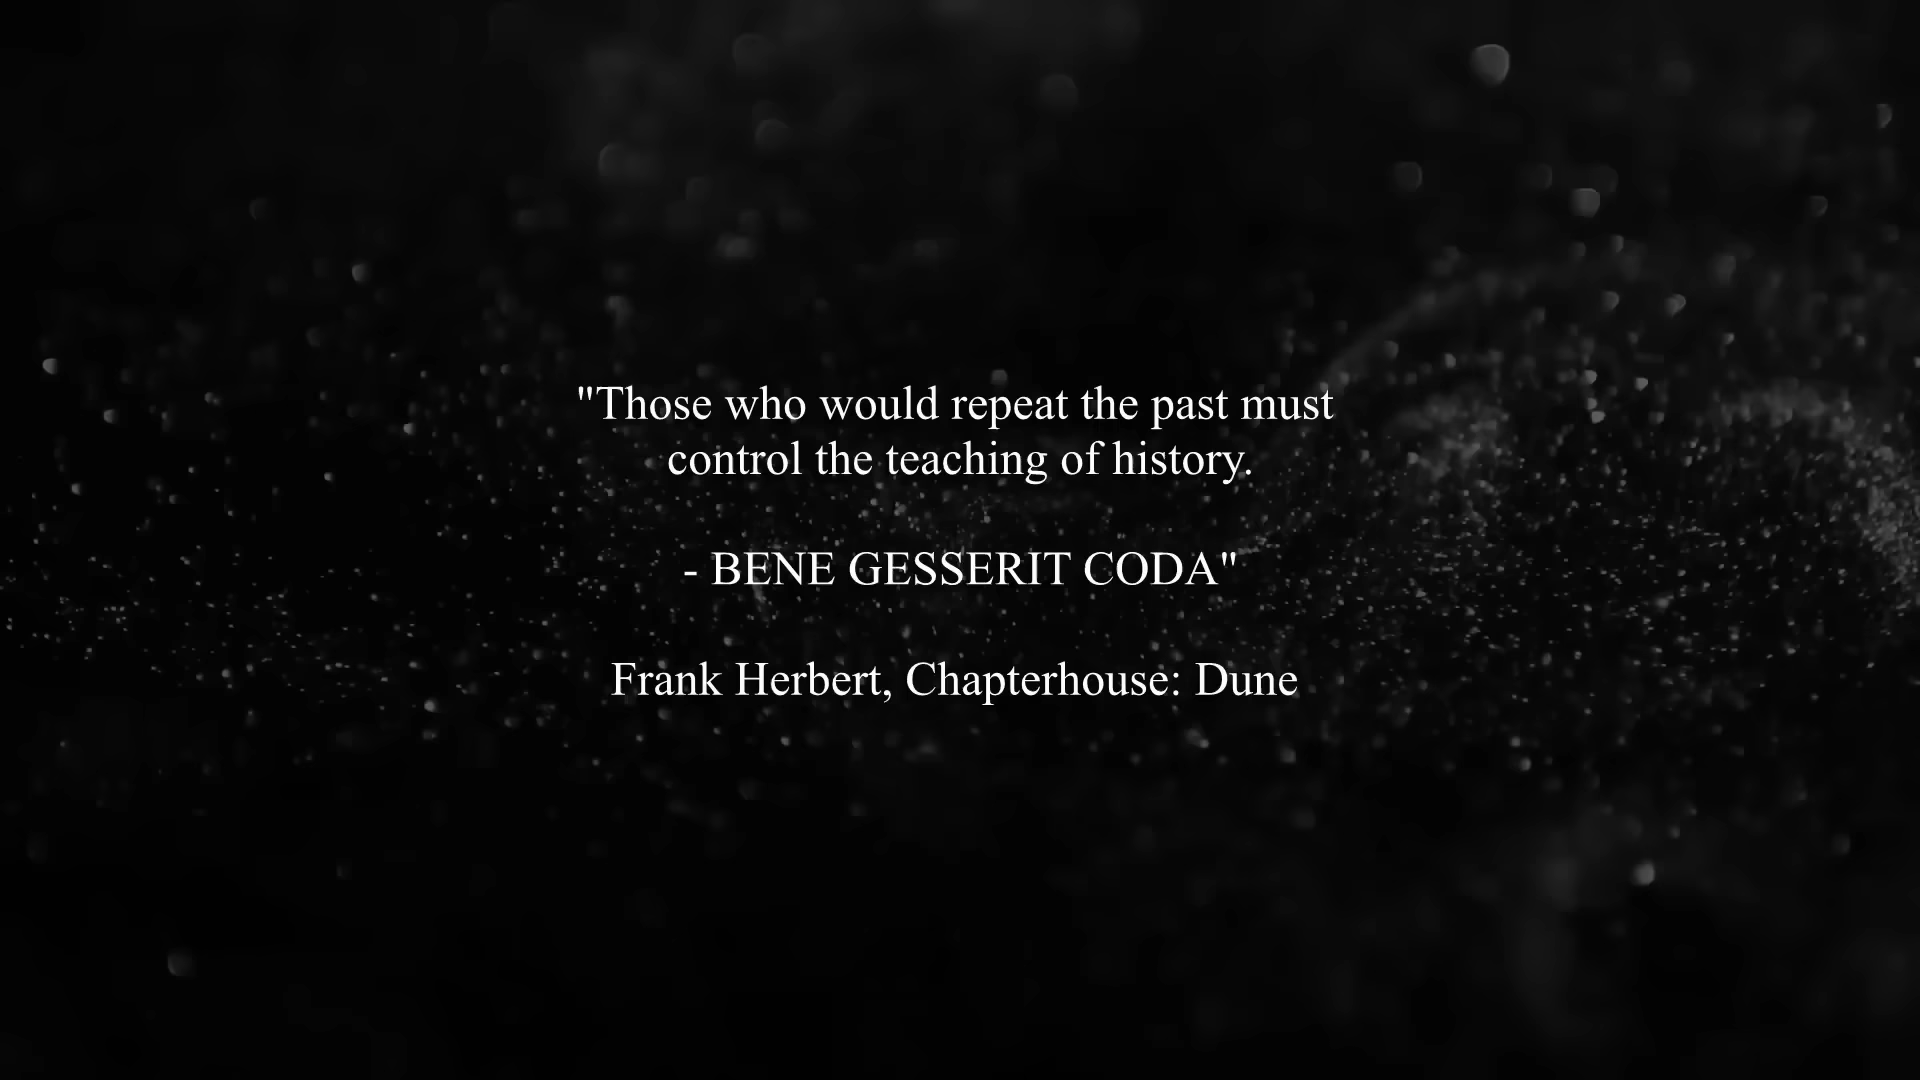 "Those who would repeat the past must
control the teaching of history.
- BENE GESSERIT CODA"
Frank Herbert, Chapterhouse: Dune